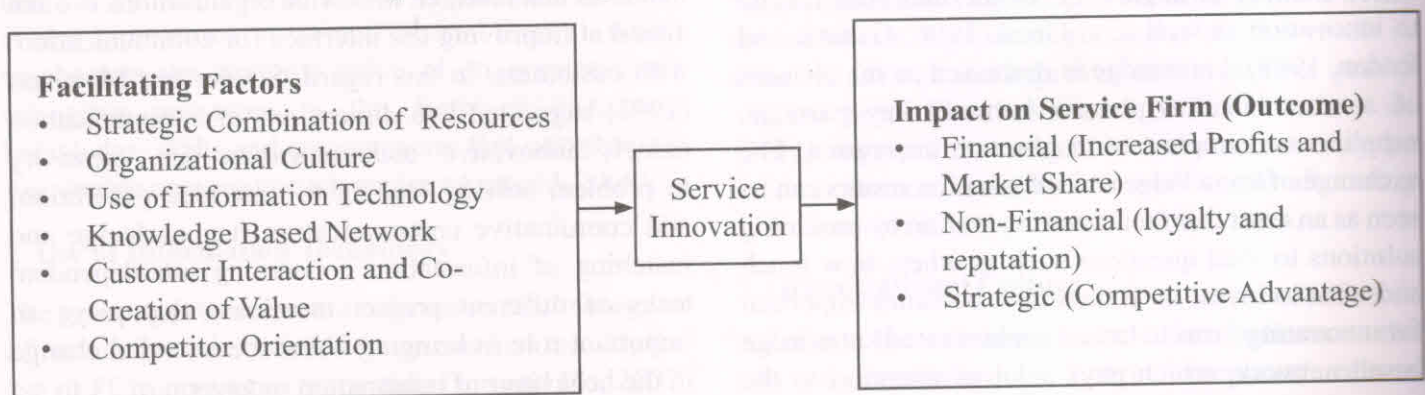 Facilitating Factors
• Strategic Combination of Resources
• Organizational Culture
• Use of Information Technology
• Knowledge Based Network
• Customer Interaction and Co-
Creation of Value
• Competitor Orientation
Service
Innovation
Impact on Service Firm (Outcome)
• Financial (Increased Profits and
Market Share)
• Non-Financial (loyalty and
reputation)
• Strategic (Competitive Advantage)